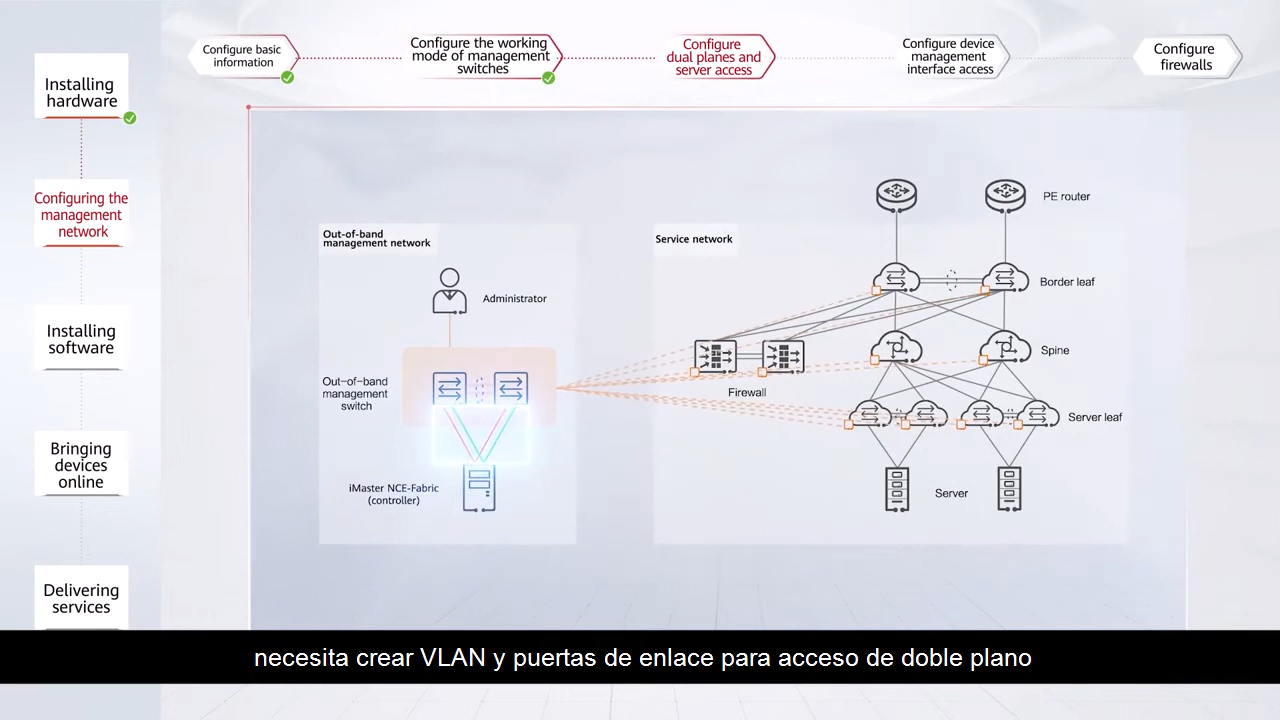 Configure basic
information
Configure the working
mode of management
switches
Configure
dual planes and
server access
Configure device
management
interface access
Configure
firewalls
Installing
hardware
Configuring the
management
network
Installing
software
Bringing
devices
online
Delivering
services
Out-of-band
management network
Administrator
Out-of-band
management
switch
iMaster NCE-Fabric
(controller)
Service network
PE router
Border leaf
Spine
Firewall
Server leaf
Server
necesita crear VLAN y puertas de enlace para acceso de doble plano